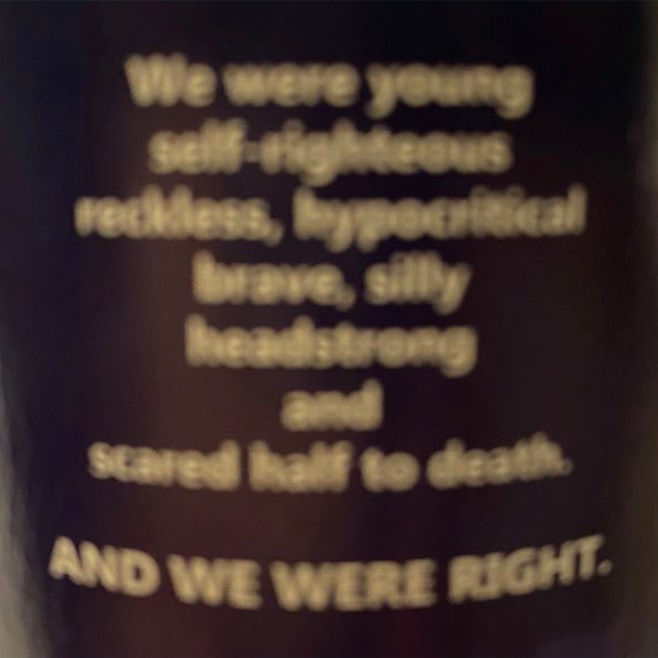 We were young
self-righteous
reckless, hypocritical
brave, silly
headstrong
and
scared half to death.
AND WE WERE RIGHT.